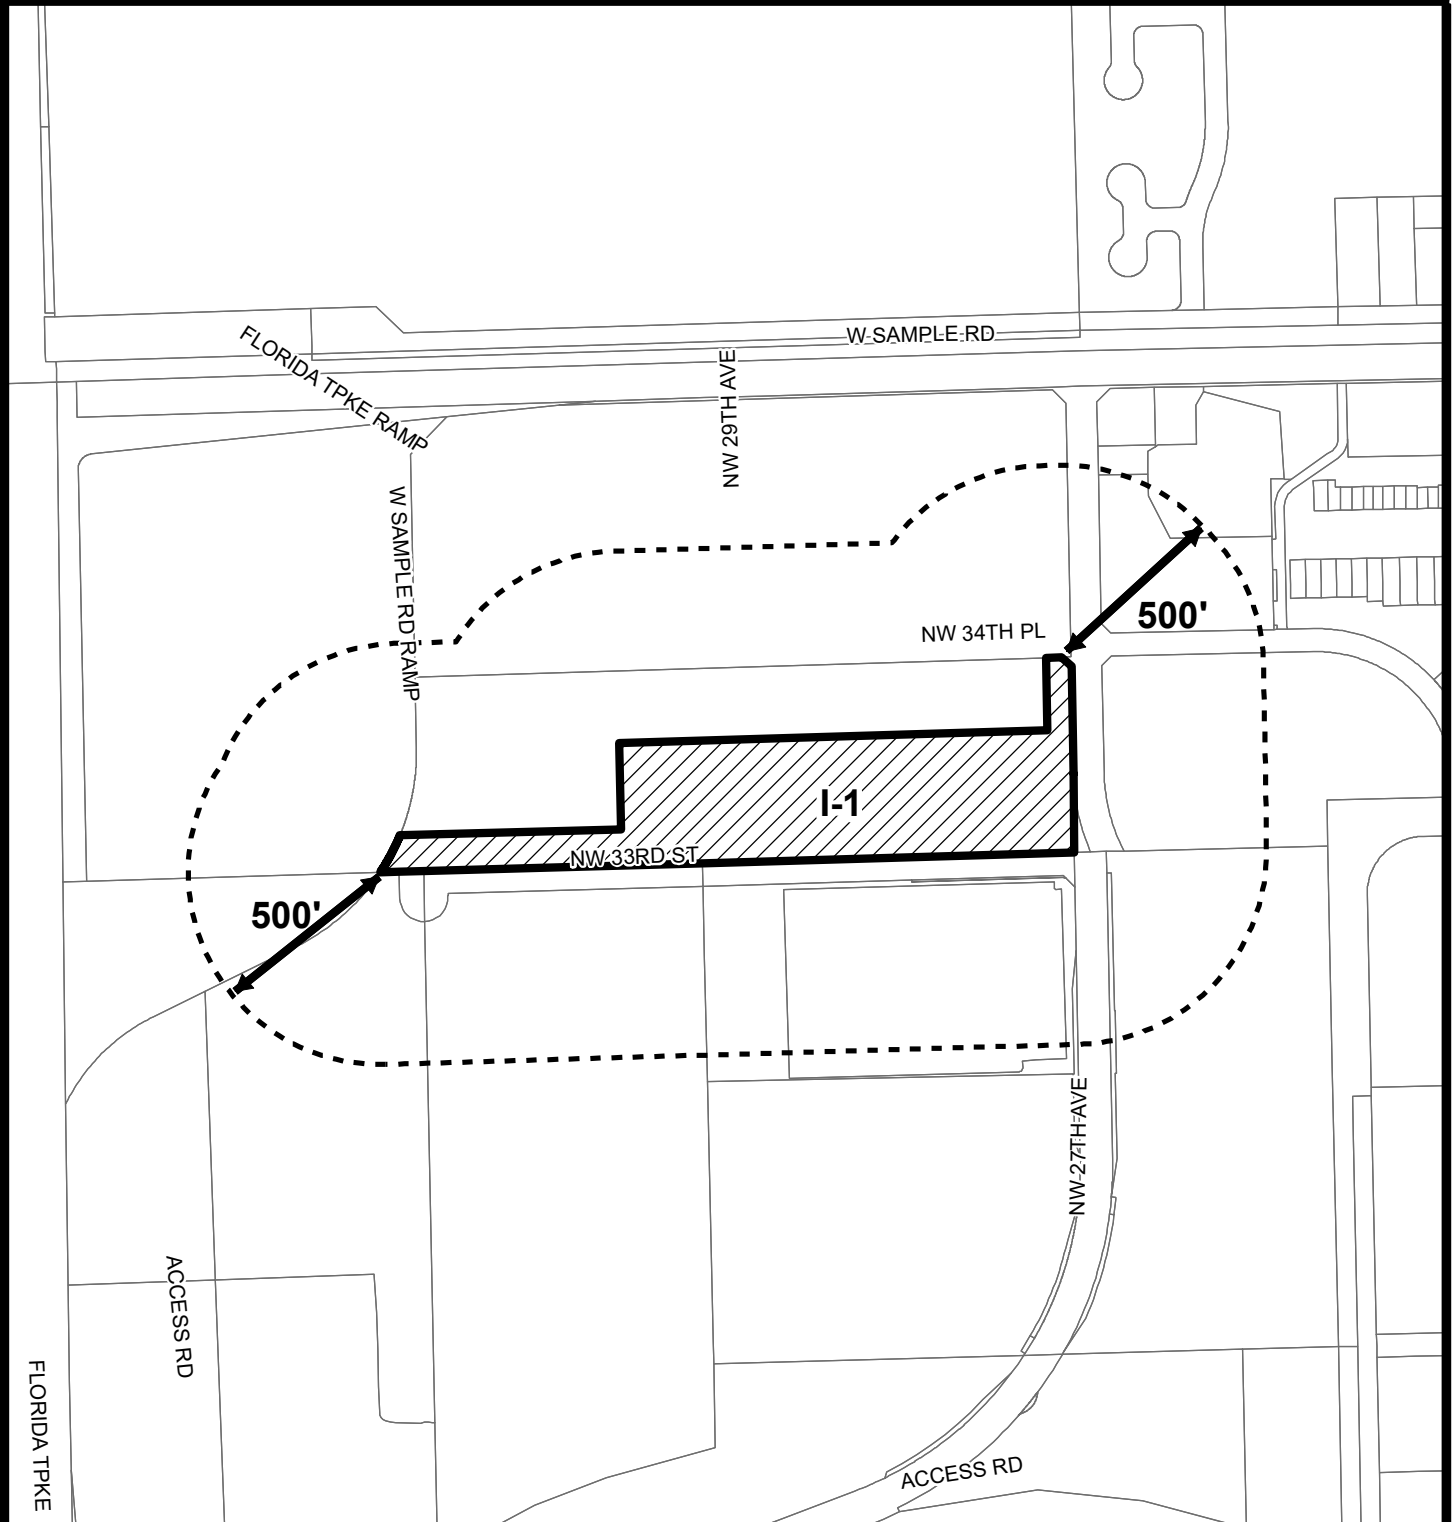 W SAMPLE RD
FLORIDA TPKE RAMP
NW 29TH AVE
W SAMPLE RD RAMP
500'
NW 34TH PL
I-1
NW 33RD ST
500'
NW 27TH AVE
ACCESS RD
FLORIDA TPKE
ACCESS RD